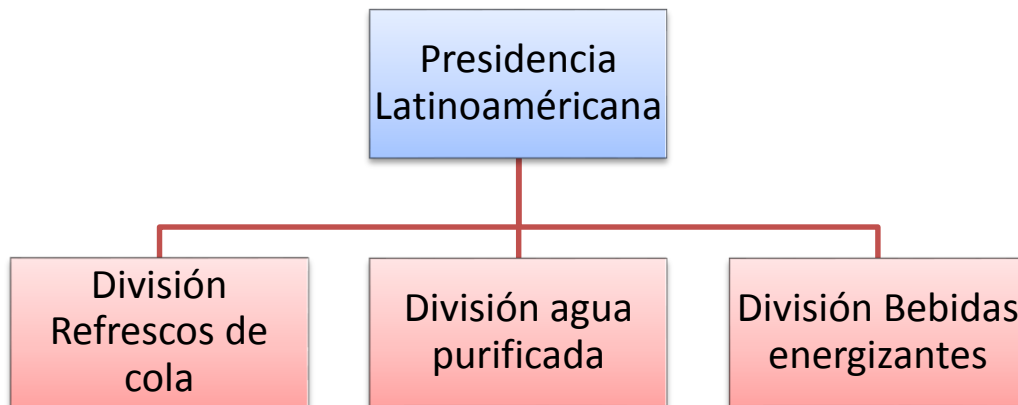 Presidencia
Latinoaméricana
División
Refrescos de
cola
División agua
purificada
División Bebidas
energizantes